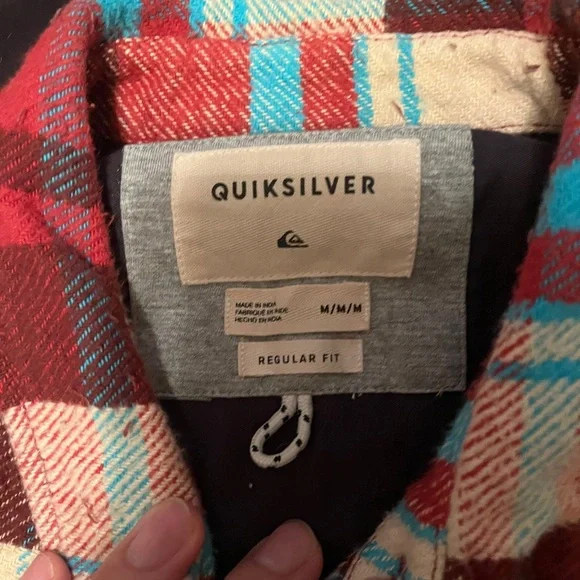 QUIKSILVER
MADE IN INDIA
FABRIQUÉ EN INDE
HECHO EN INDIA
M/M/M
REGULAR FIT